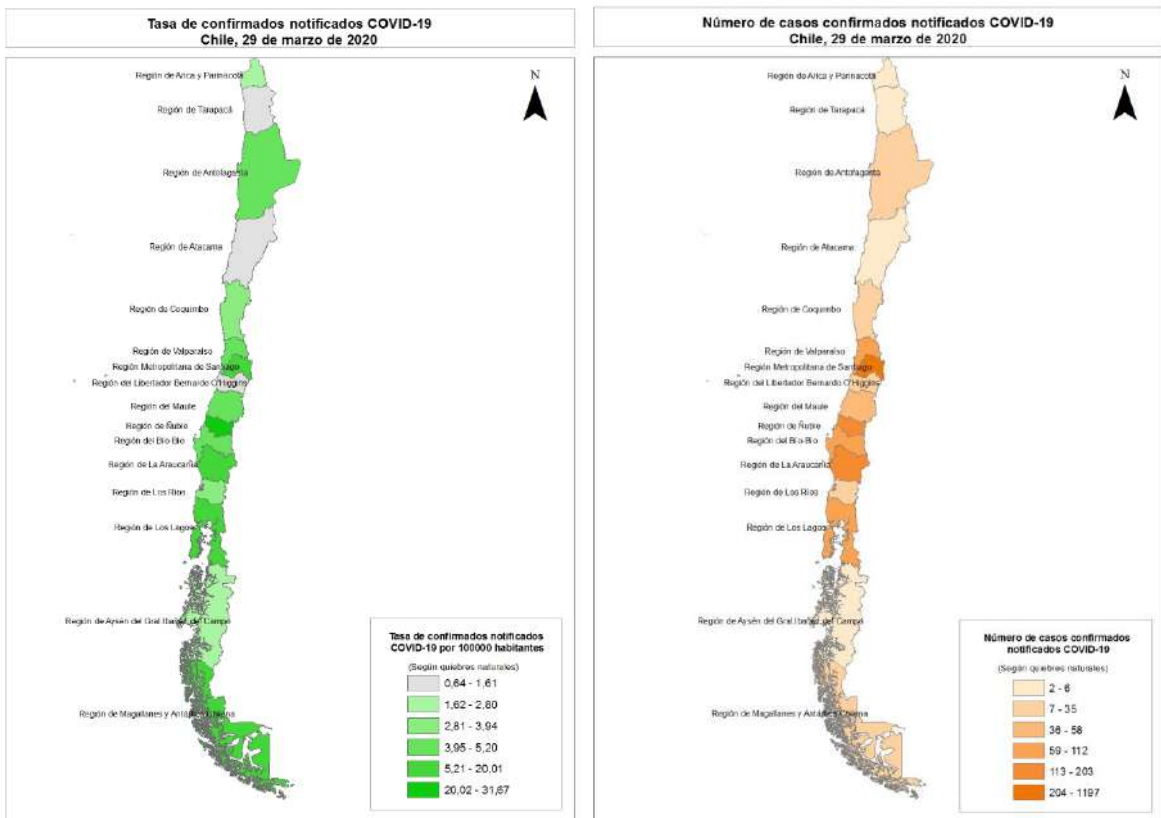 Tasa de confirmados notificados COVID-19
Chile, 29 de marzo de 2020
N
Región de Arica y Parinacota
Región de Tarapacá
Región de Antofagasta
Región de Atacama
Región de Coquimbo
Región de Valparaíso
Región Metropolitana de Santiago
Región del Libertador Bernardo O'Higgins
Región del Maule
Región de Ñuble
Región del Bío-Bío
Región de La Araucanía
Región de Los Ríos
Región de Los Lagos
Región de Aysén del Gral.Ibañez del Campo
Región de Magallanes y Antártica Chilena
Tasa de confirmados notificados
COVID-19 por 100000 habitantes
(Según quiebres naturales)
0,64 - 1,61
1,62 - 2,80
2,81 - 3,94
3,95 - 5,20
5,21 - 20,01
20,02 - 31,67
Número de casos confirmados notificados COVID-19
Chile, 29 de marzo de 2020
N
Región de Arica y Parinacota
Región de Tarapacá
Región de Antofagasta
Región de Atacama
Región de Coquimbo
Región de Valparaíso
Región Metropolitana de Santiago
Región del Libertador Bernardo O'Higgins
Región del Maule
Región de Ñuble
Región del Bío-Bío
Región de La Araucanía
Región de Los Ríos
Región de Los Lagos
Región de Aysén del Gral.Ibañez del Campo
Región de Magallanes y Antártica Chilena
Número de casos confirmados
notificados COVID-19
(Según quiebres naturales)
2 - 6
7 - 35
36 - 58
59 - 112
113 - 203
204 - 1197